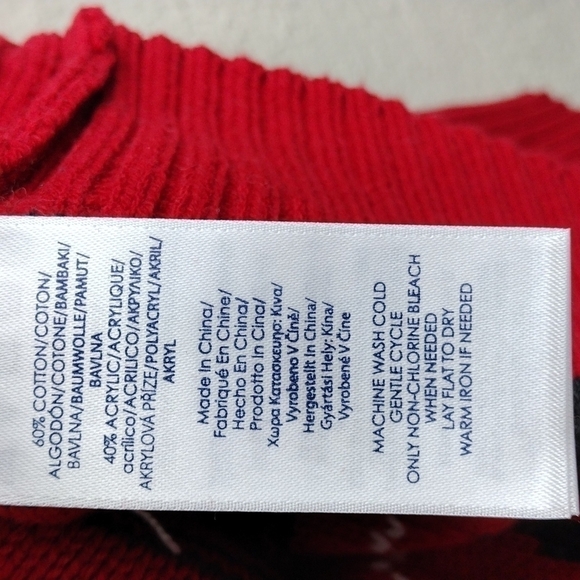 60% COTTON/COTON/
ALGODÓN/COTONE/BAMBAKI/
BAVLNA/BAUMWOLLE/PAMUT/
BAVLNA
40% ACRYLIC/ACRYLIQUE/
acrílico/ACRILICO/ΑΚΡΥΛΙΚΟ/
AKRYLOVÁ PŘÍZE/POLYACRYL/AKRIL/
AKRYL
Made In China/
Fabriqué En Chine/
Hecho En China/
Prodotto In Cina/
Χωρα Κατασκευης: Κινα/
Vyrobeno V Číně/
Hergestellt In China/
Gyártási Hely: Kína/
Vyrobené V Číne
MACHINE WASH COLD
GENTLE CYCLE
ONLY NON-CHLORINE BLEACH
WHEN NEEDED
LAY FLAT TO DRY
WARM IRON IF NEEDED